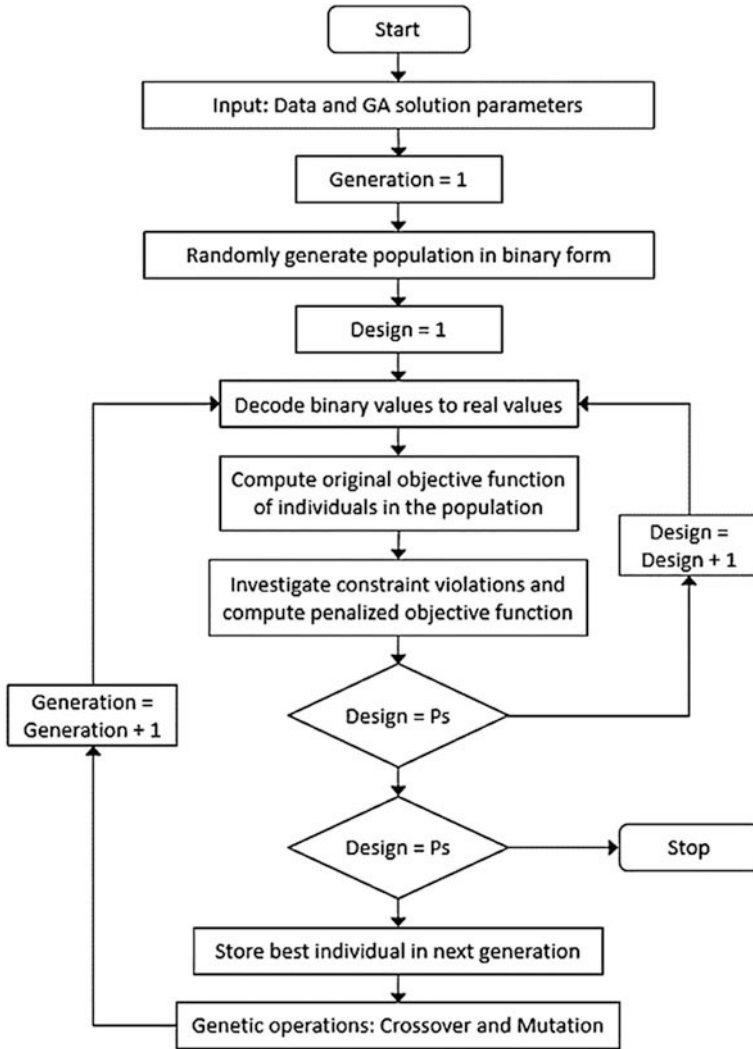 Start
Input: Data and GA solution parameters
Generation = 1
Randomly generate population in binary form
Design = 1
Decode binary values to real values
Compute original objective function
of individuals in the population
Design =
Design + 1
Investigate constraint violations and
compute penalized objective function
Generation =
Generation + 1
Design = Ps
Design = Ps
Stop
Store best individual in next generation
Genetic operations: Crossover and Mutation